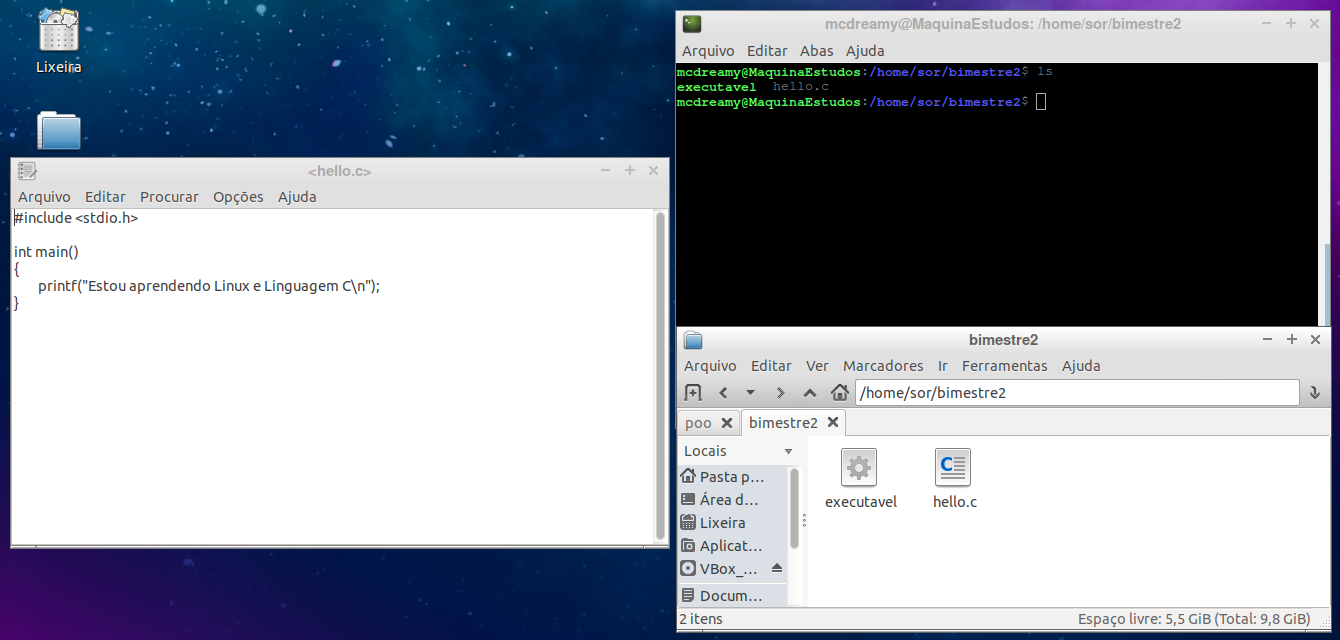 Lixeira
<hello.c>
Arquivo Editar Procurar Opções Ajuda
#include <stdio.h>
int main()
{
printf("Estou aprendendo Linux e Linguagem C\n");
}
mcdreamy@MaquinaEstudos: /home/sor/bimestre2
Arquivo Editar Abas Ajuda
mcdreamy@MaquinaEstudos:/home/sor/bimestre2$ ls
executavel hello.c
mcdreamy@MaquinaEstudos:/home/sor/bimestre2$
bimestre2
Arquivo Editar Ver Marcadores Ir Ferramentas Ajuda
/home/sor/bimestre2
poo bimestre2
Locais
Pasta p...
Área d...
Lixeira
Aplicat...
VBox_...
Docum...
executavel hello.c
2 itens Espaço livre: 5,5 GiB (Total: 9,8 GiB)